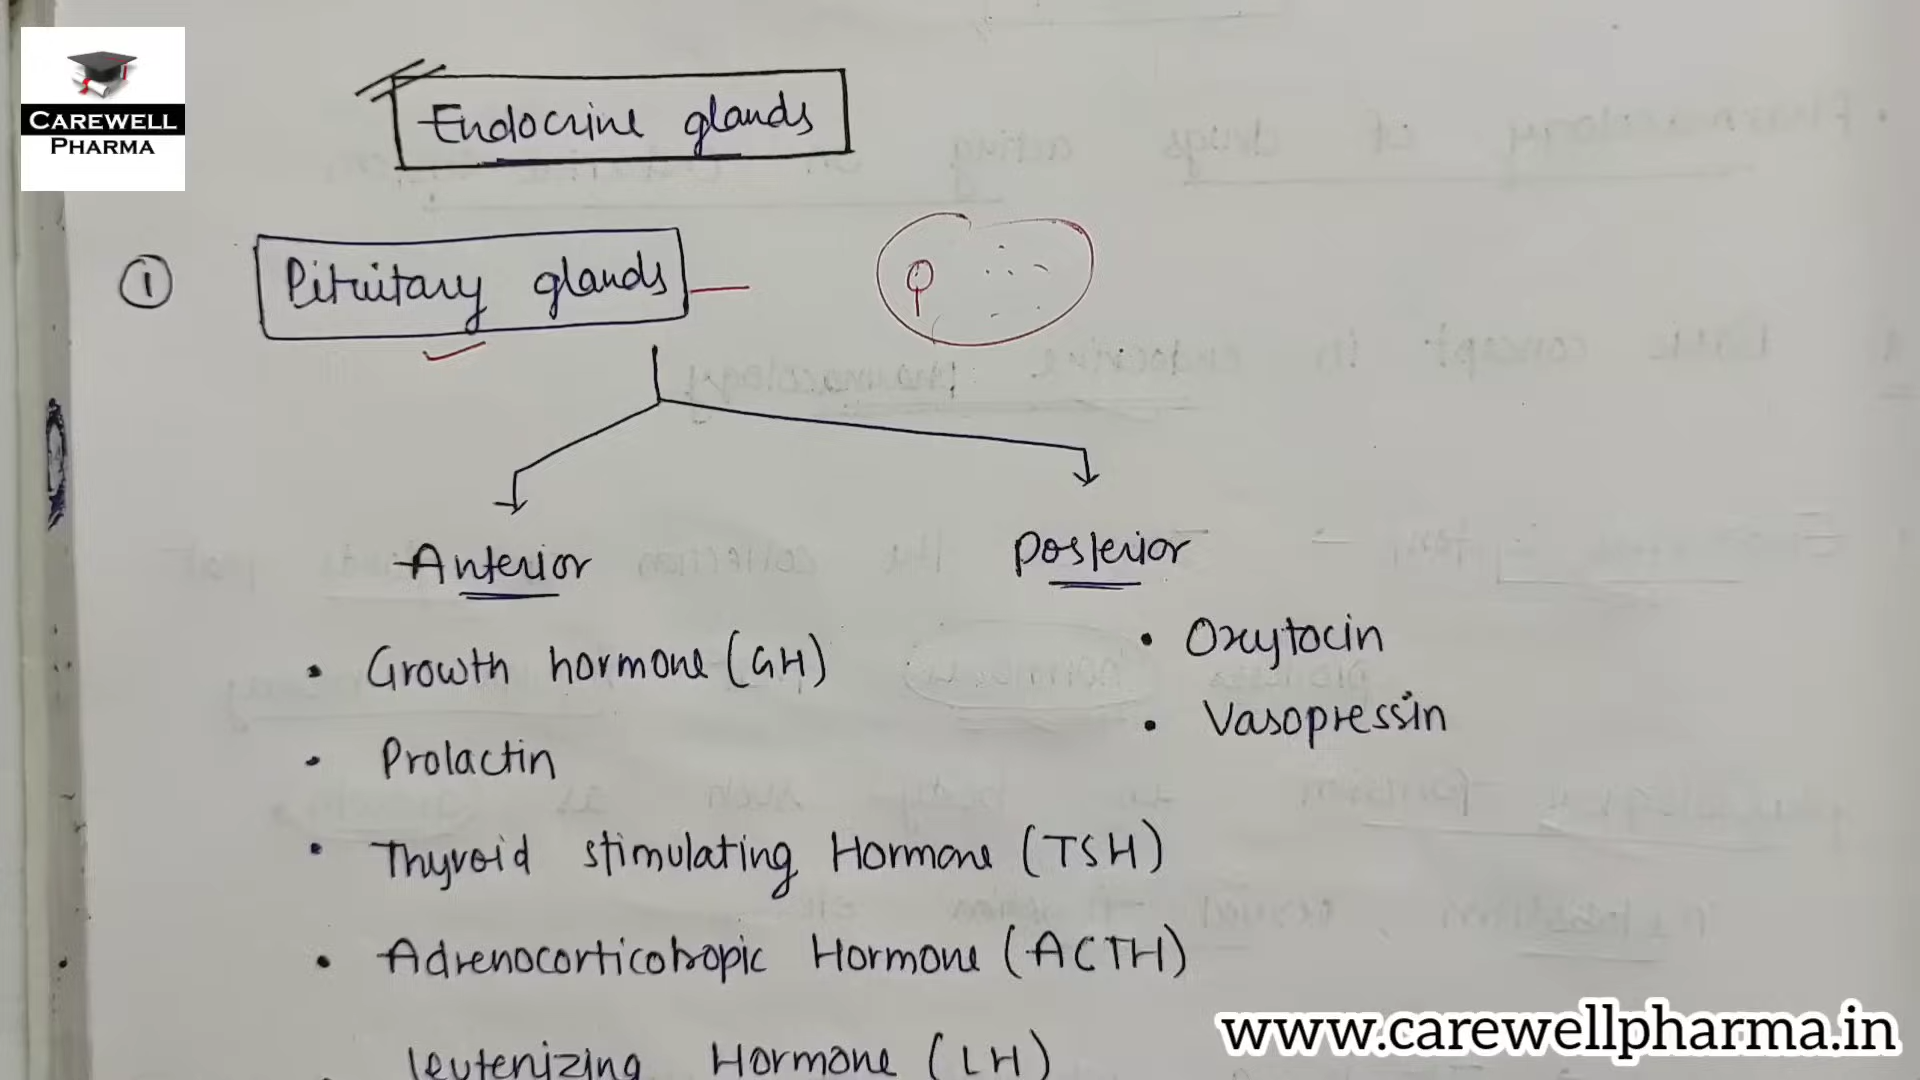 CAREWELL
PHARMA
Endocrine glands
① Pituitary glands
Anterior
Posterior
• Growth hormone (GH)
• Prolactin
• Thyroid stimulating Hormone (TSH)
• Adrenocorticotropic Hormone (ACTH)
• leutenizing Hormone (LH)
• Oxytocin
• Vasopressin
www.carewellpharma.in